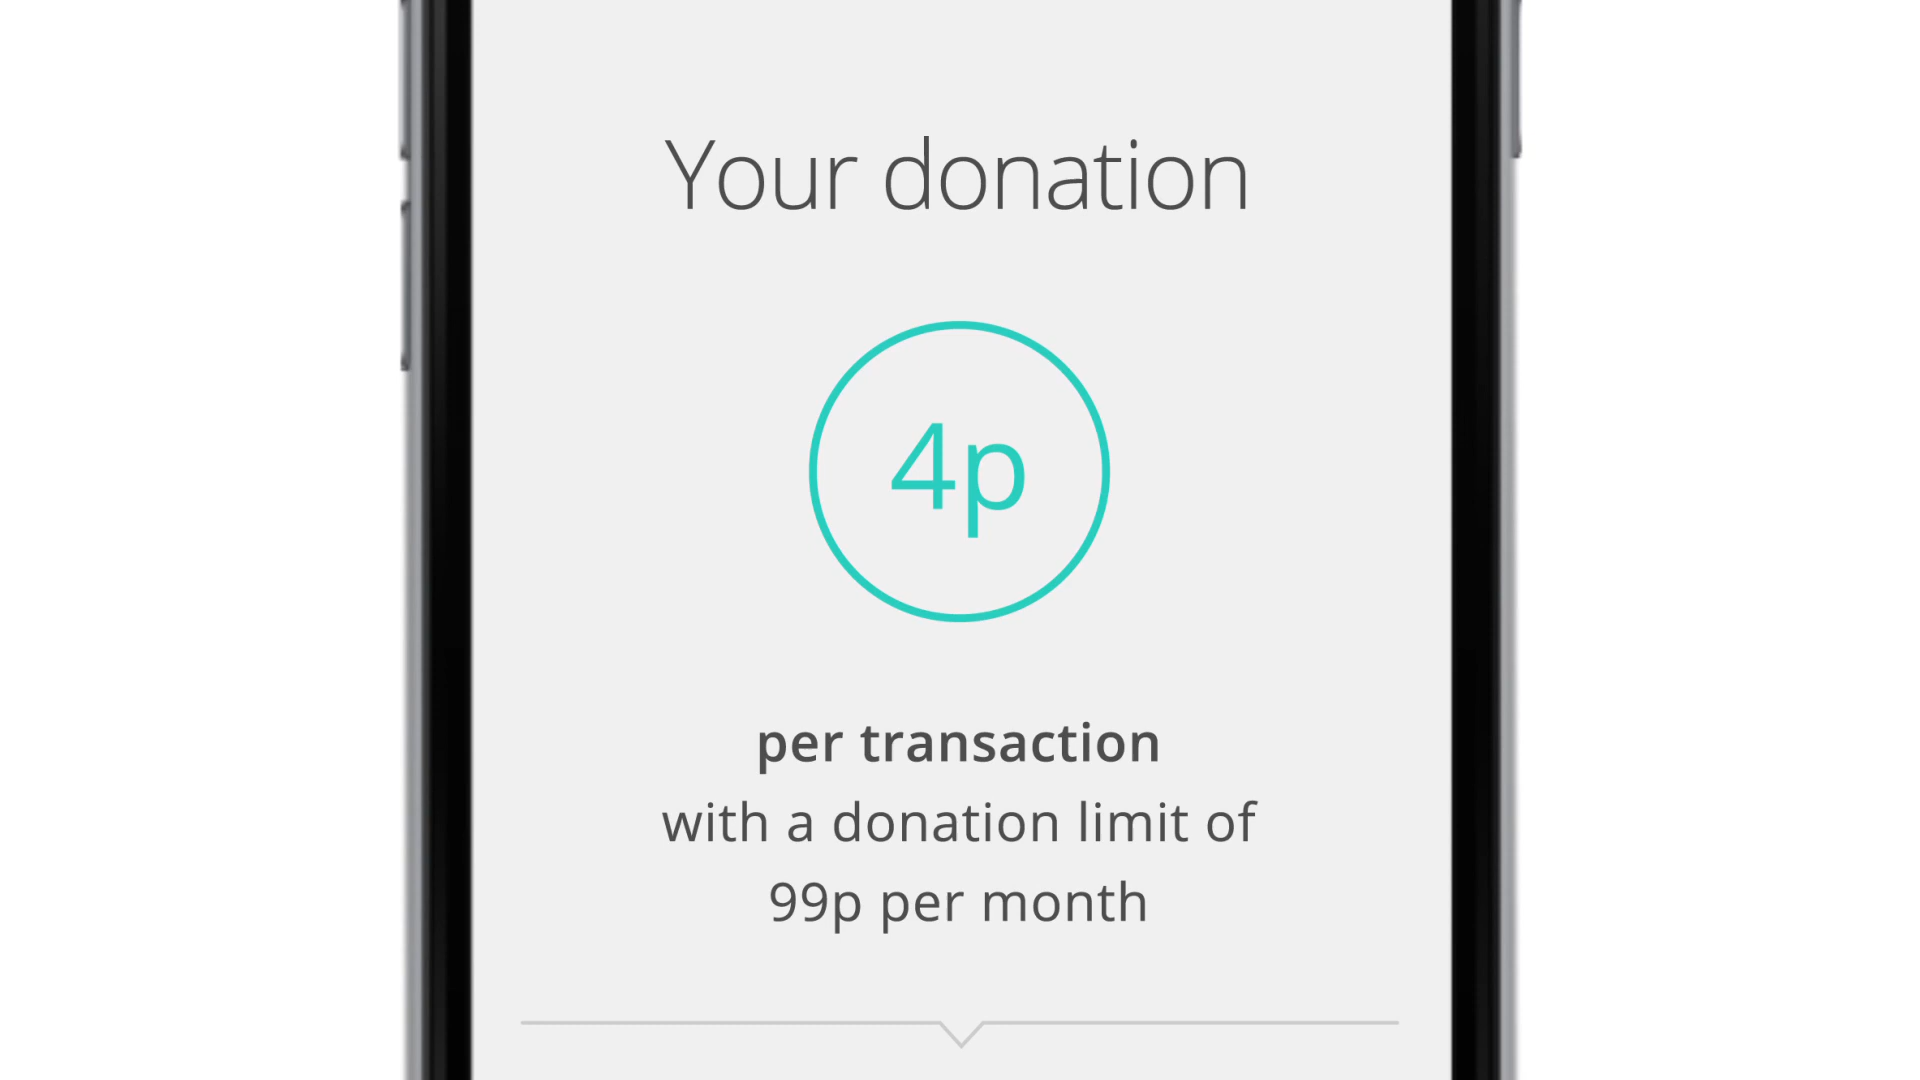 Your donation
4p
per transaction
with a donation limit of
99p per month